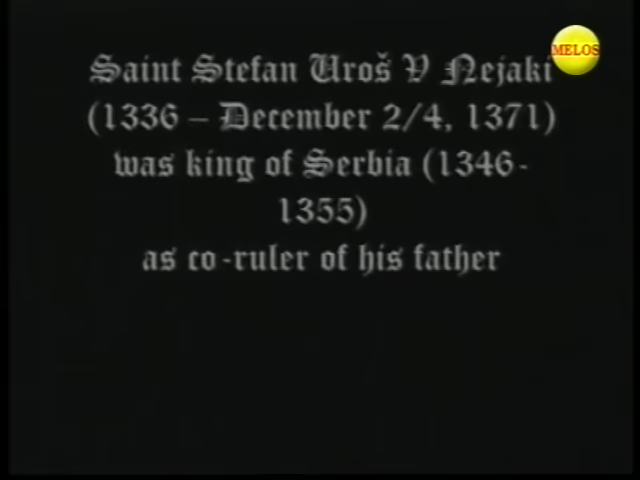 MELOS
Saint Stefan Uroš V Nejaki
(1336 – December 2/4, 1371)
was king of Serbia (1346-
1355)
as co-ruler of his father